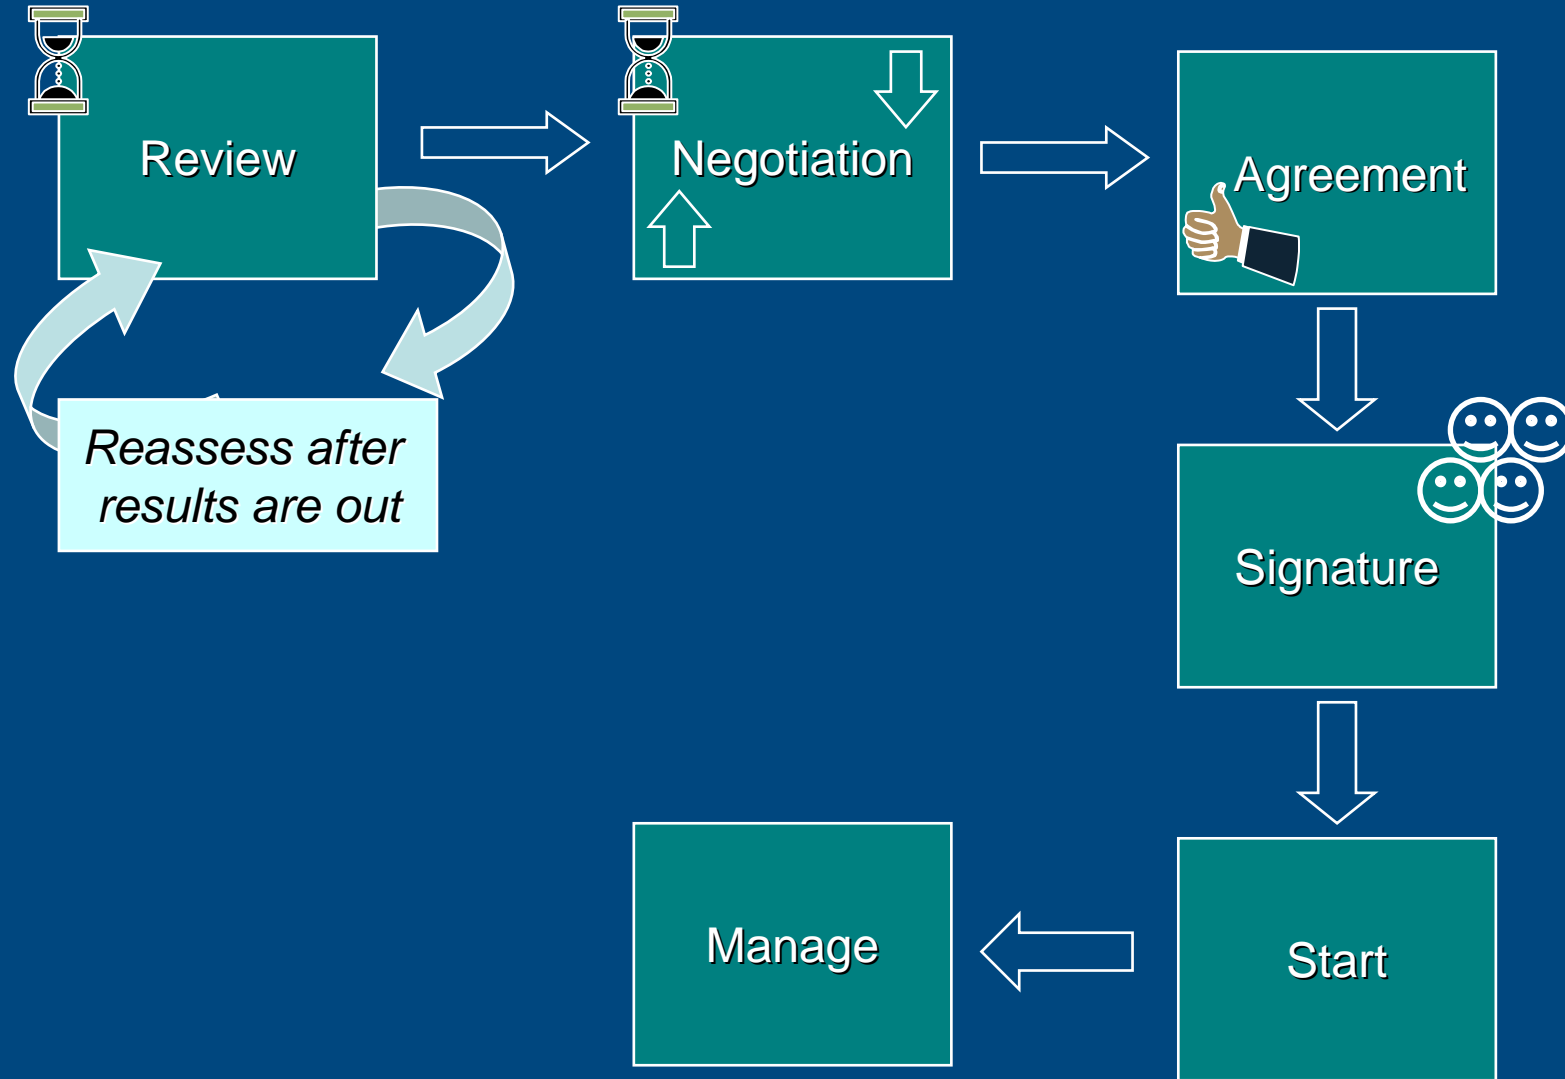 Review
Negotiation
Agreement
Reassess after
results are out
Signature
Manage
Start